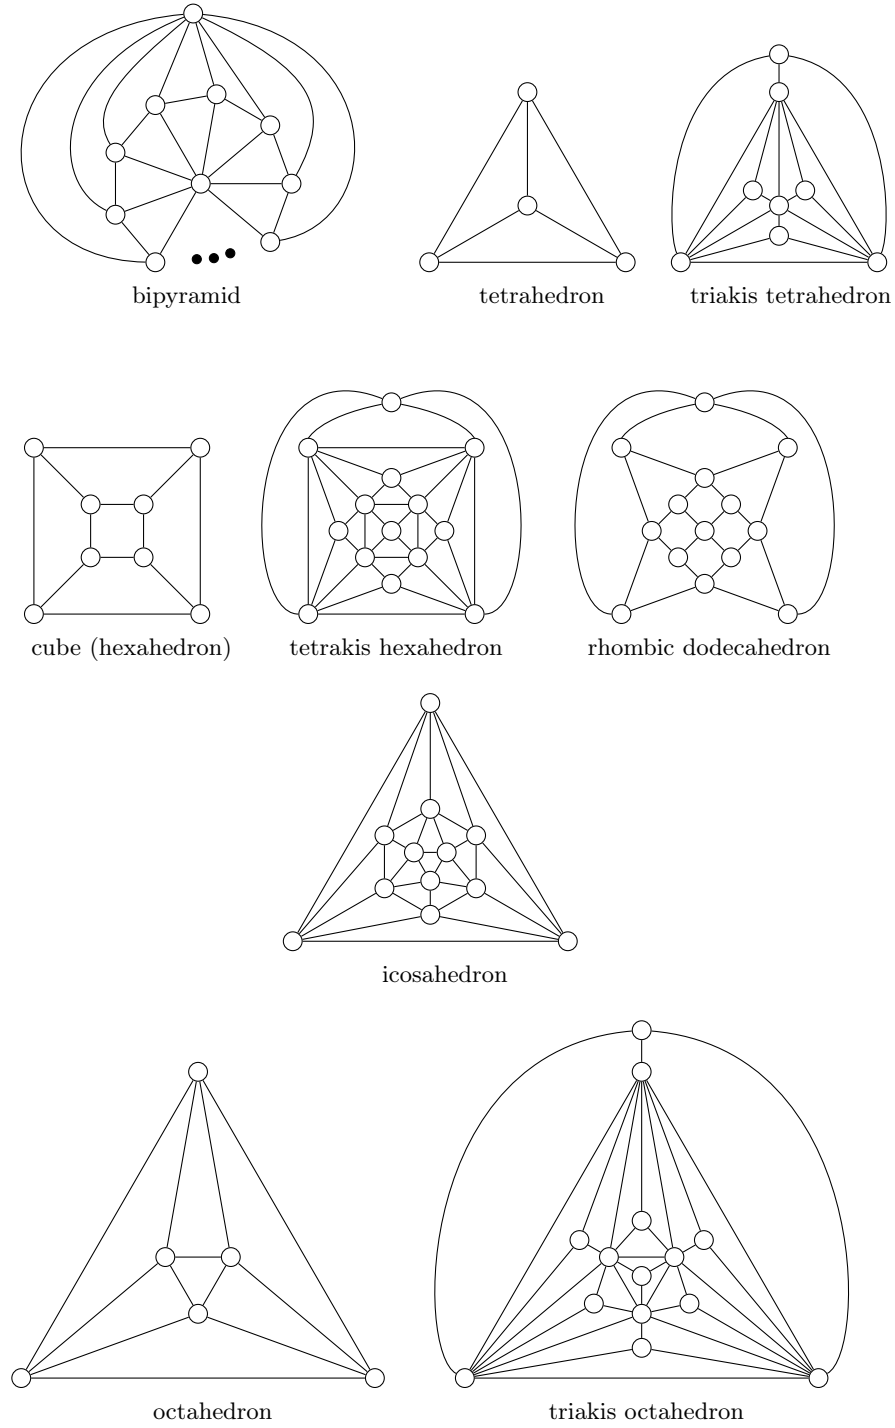 bipyramid
tetrahedron
triakis tetrahedron
cube (hexahedron)
tetrakis hexahedron
rhombic dodecahedron
icosahedron
octahedron
triakis octahedron